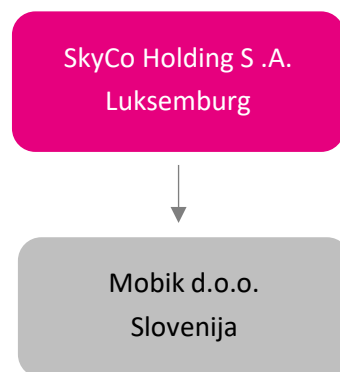 SkyCo Holding S .A.
Luksemburg
Mobik d.o.o.
Slovenija